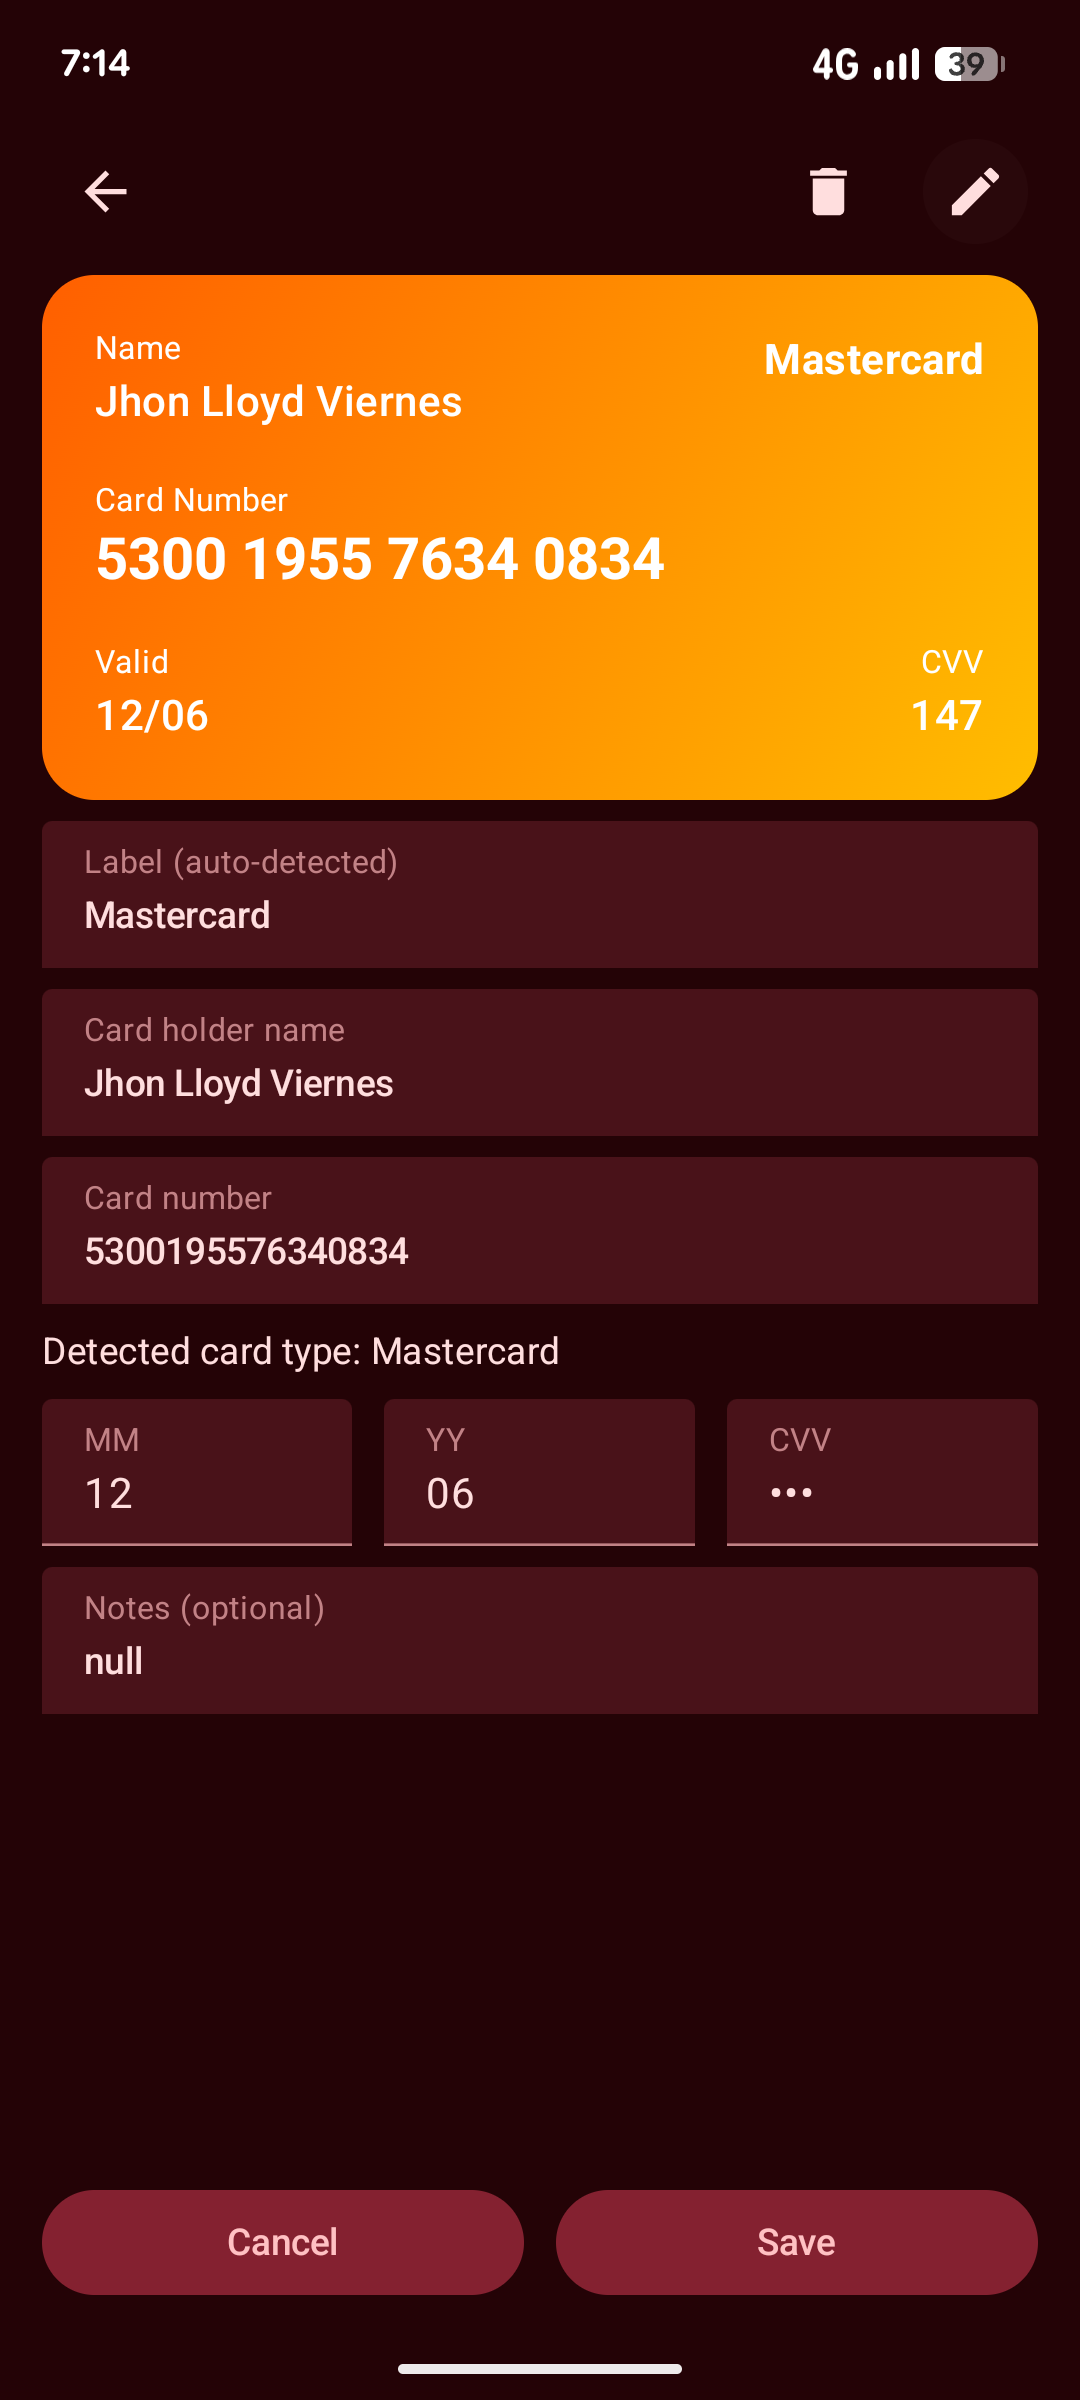 7:14
4G
39
Name
Mastercard
Jhon Lloyd Viernes
Card Number
5300 1955 7634 0834
Valid
CVV
12/06
147
Label (auto-detected)
Mastercard
Card holder name
Jhon Lloyd Viernes
Card number
5300195576340834
Detected card type: Mastercard
MM
YY
CVV
12
06
•••
Notes (optional)
null
Cancel
Save